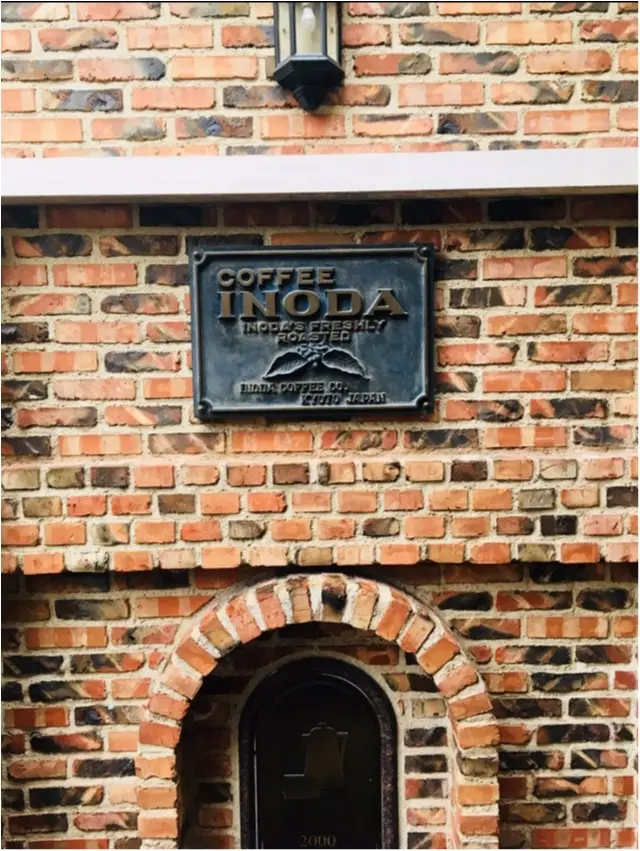 COFFEE
INODA
INODA'S FRESHLY
ROASTED
INODA COFFEE CO.
KYOTO JAPAN
2000